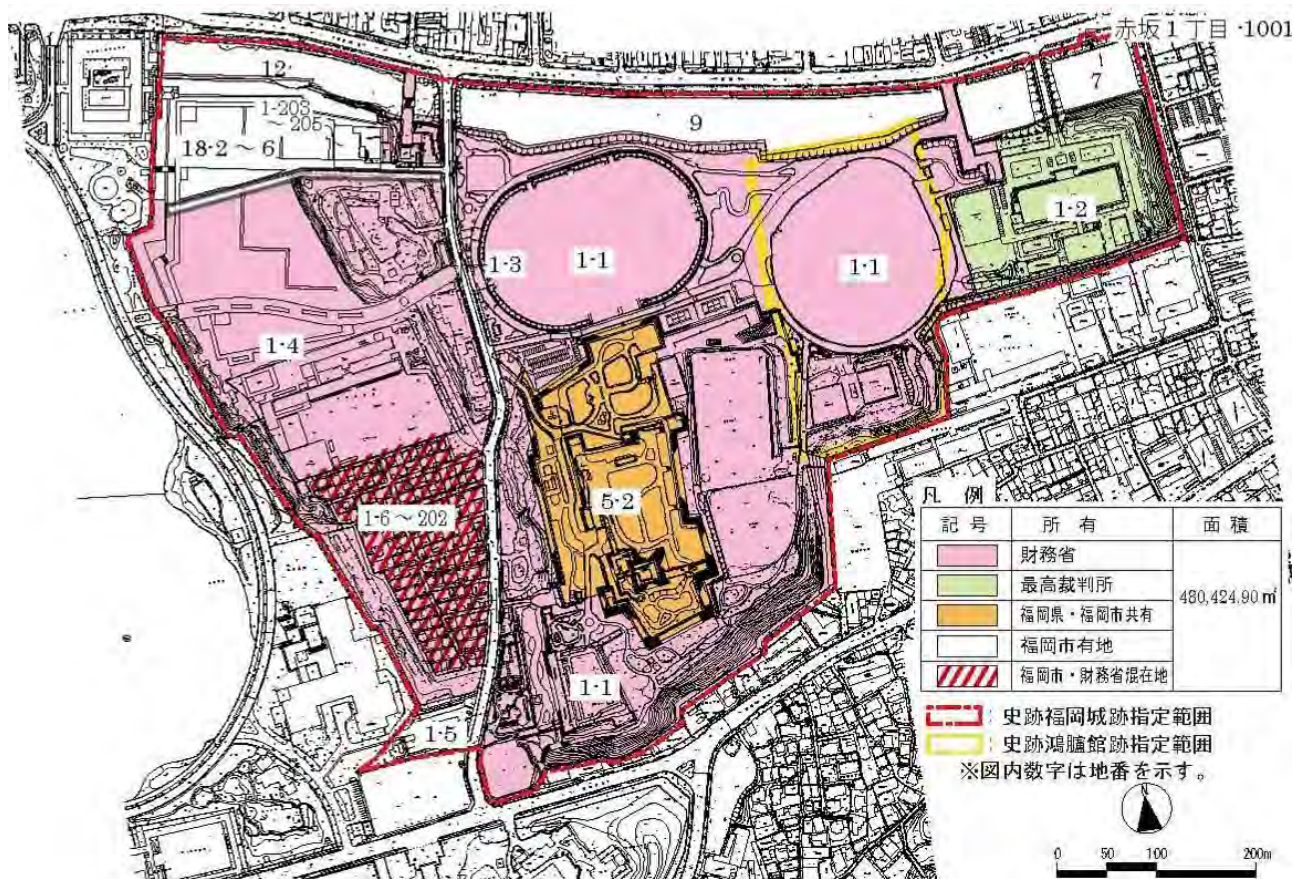 赤坂1丁目・1001
12
1
7
1・203
～205
9
18・2～6
1・2
1・3
1・1
1・1
1・4
5・2
1・6～202
1・1
1・5
凡 例
記 号 所 有 面 積
財務省
最高裁判所
福岡県・福岡市共有
福岡市有地
福岡市・財務省混在地
480,424.90㎡
：史跡福岡城跡指定範囲
：史跡鴻臚館跡指定範囲
※図内数字は地番を示す。
N
0 50 100 200m